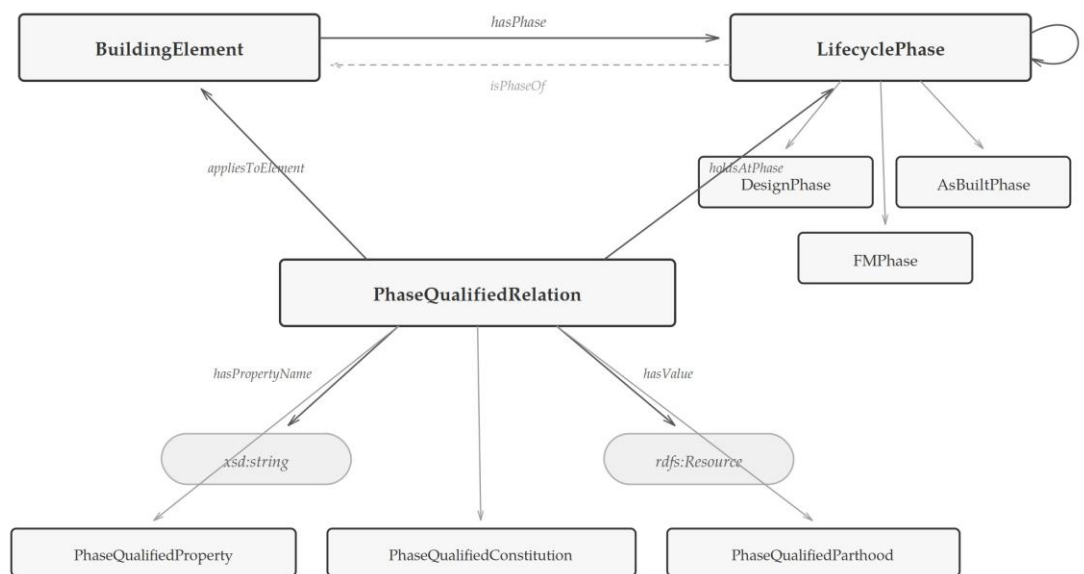 hasPhase
BuildingElement
LifecyclePhase
isPhaseOf
appliesToElement
holdsAtPhase
DesignPhase
AsBuiltPhase
FMPhase
PhaseQualifiedRelation
hasPropertyName
hasValue
xsd:string
rdfs:Resource
PhaseQualifiedProperty
PhaseQualifiedConstitution
PhaseQualifiedParthood